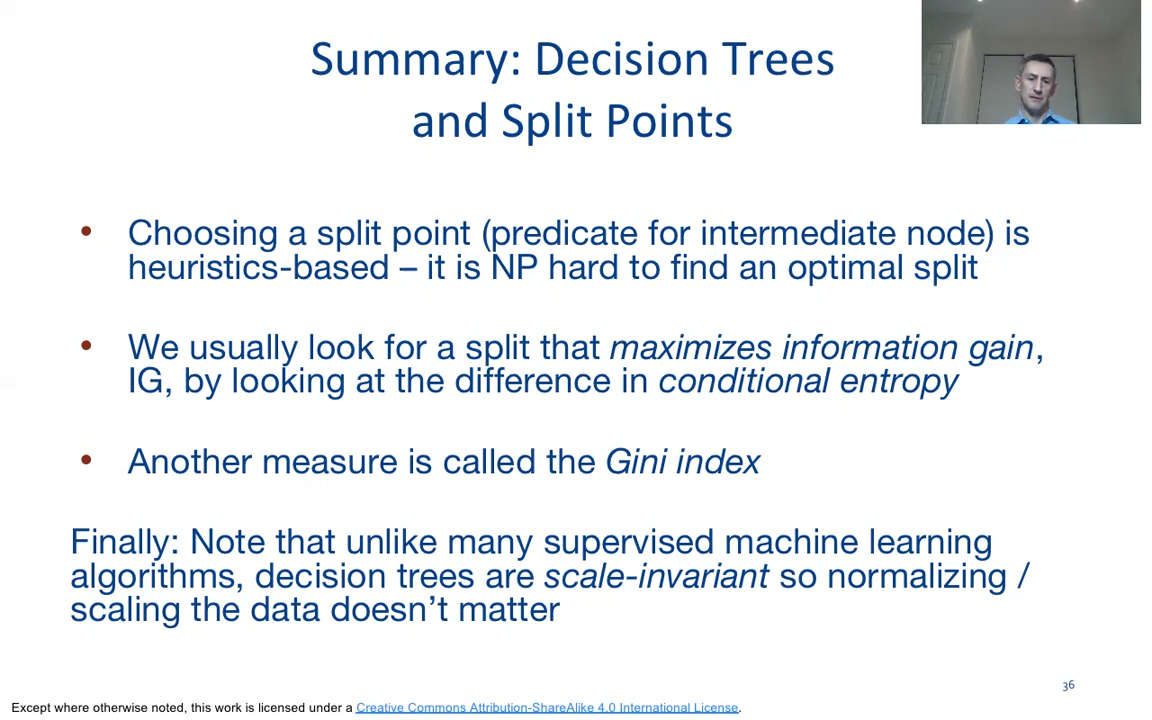 Summary: Decision Trees
and Split Points
• Choosing a split point (predicate for intermediate node) is
heuristics-based – it is NP hard to find an optimal split
• We usually look for a split that maximizes information gain,
IG, by looking at the difference in conditional entropy
• Another measure is called the Gini index
Finally: Note that unlike many supervised machine learning
algorithms, decision trees are scale-invariant so normalizing /
scaling the data doesn’t matter
36
Except where otherwise noted, this work is licensed under a Creative Commons Attribution-ShareAlike 4.0 International License.